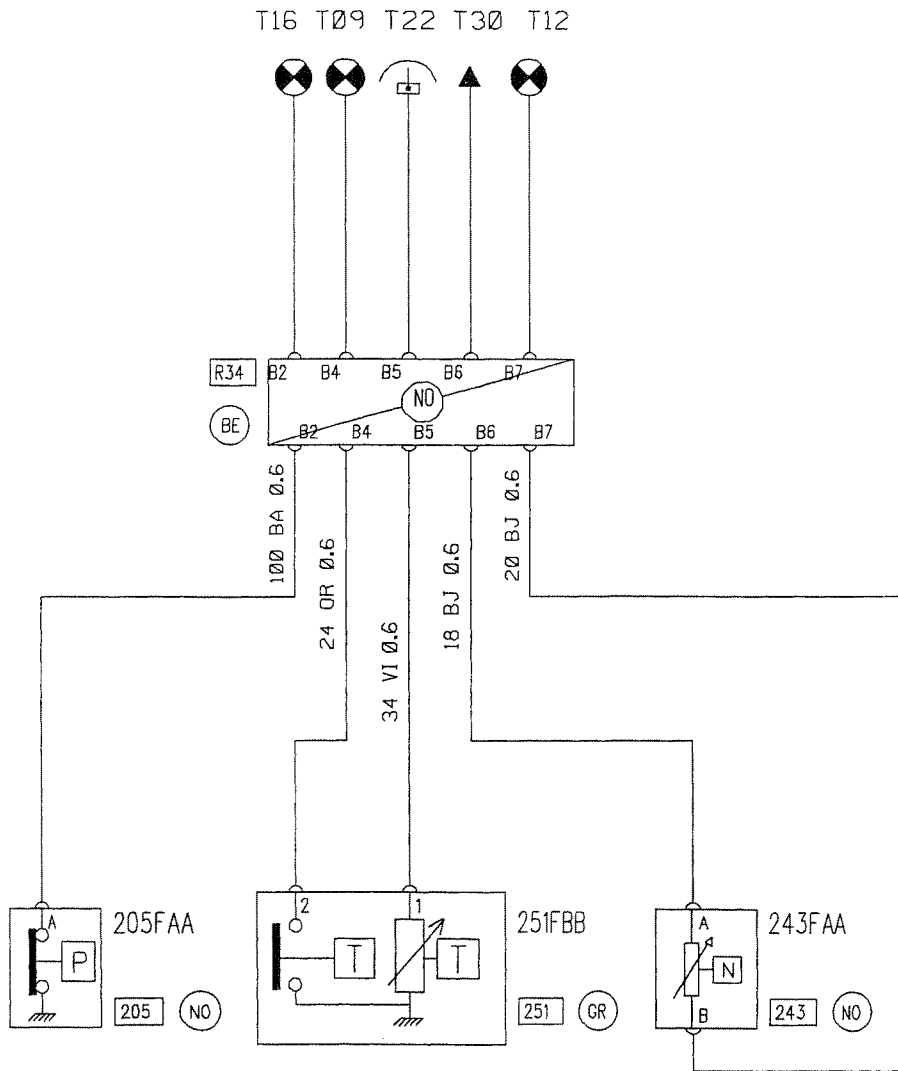 T16 TØ9 T22 T3Ø T12
R34 B2 B4 B5 B6 B7
NO
BE
B2 B4 B5 B6 B7
1ØØ BA Ø.6
24 OR Ø.6
34 VI Ø.6
18 BJ Ø.6
2Ø BJ Ø.6
A
P
205FAA
205 NO
2 1
T T
251FBB
251 GR
A
N
B
243FAA
243 NO